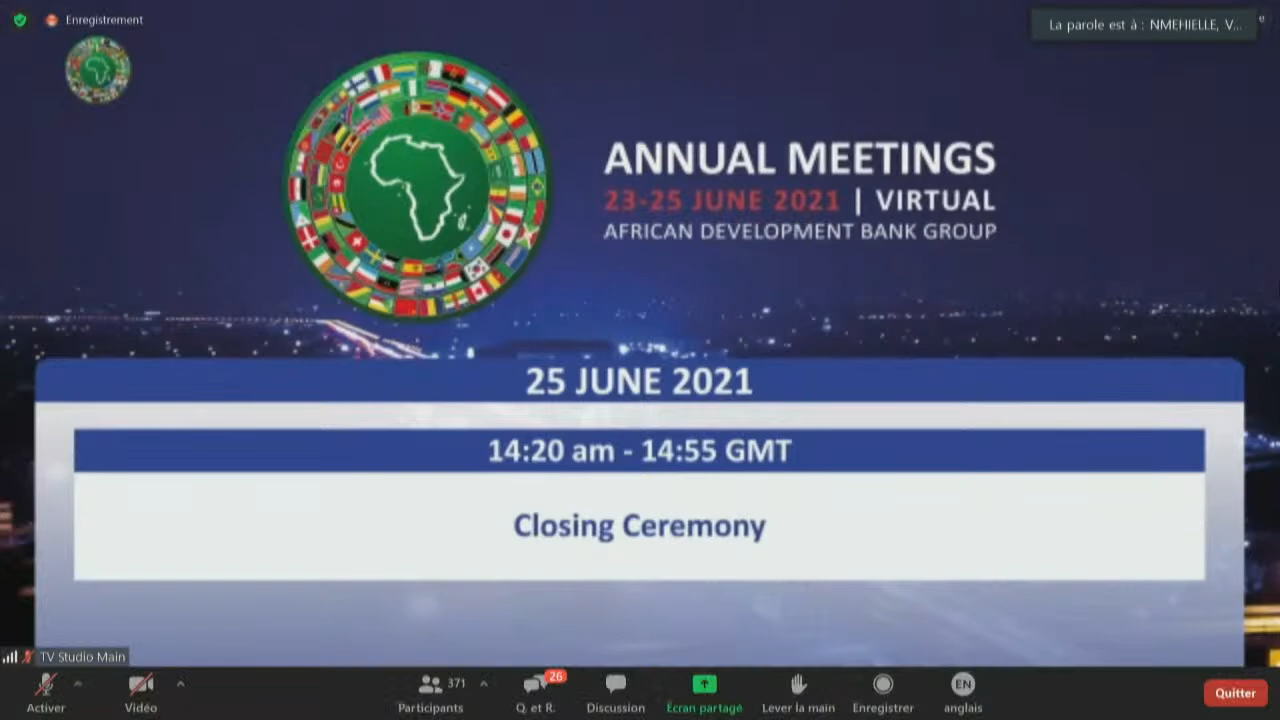 Enregistrement
La parole est à : NMEHIELLE, V...
ANNUAL MEETINGS
23-25 JUNE 2021 | VIRTUAL
AFRICAN DEVELOPMENT BANK GROUP
25 JUNE 2021
14:20 am - 14:55 GMT
Closing Ceremony
TV Studio Main
Activer
Vidéo
371
Participants
26
Q. et R.
Discussion
Écran partagé
Lever la main
Enregistrer
EN
anglais
Quitter